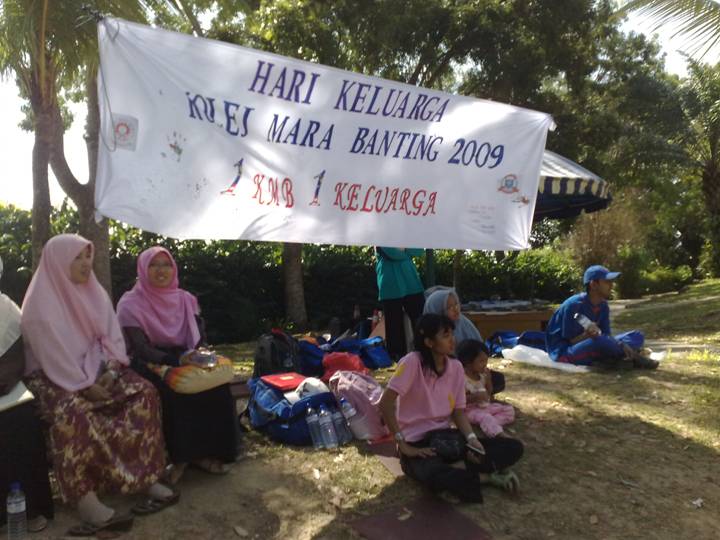 HARI KELUARGA
KOLEJ MARA BANTING 2009
1 KMB 1 KELUARGA